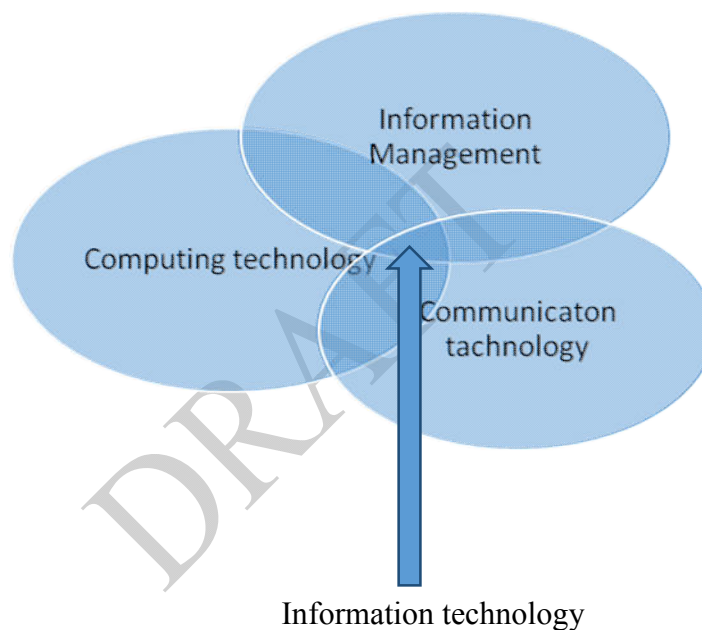 Information
Management
Computing technology
Communicaton
tachnology
DRAFT
Information technology